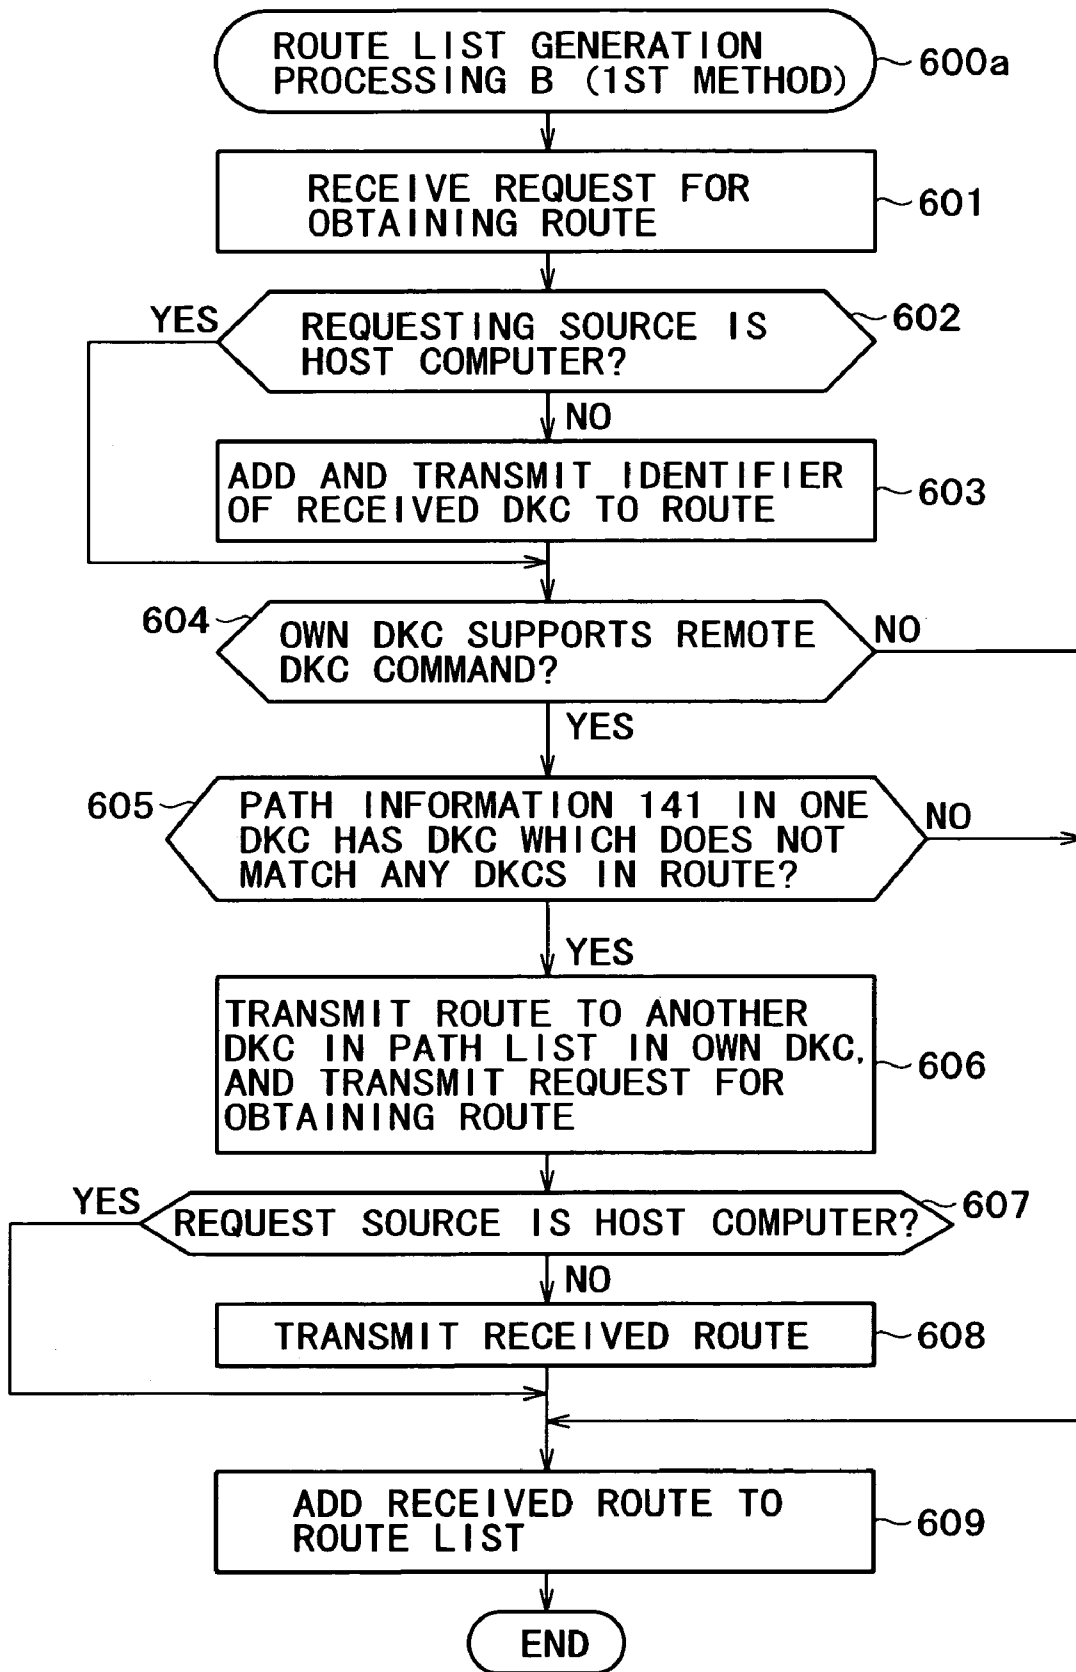 ROUTE LIST GENERATION
PROCESSING B (1ST METHOD)
600a
RECEIVE REQUEST FOR
OBTAINING ROUTE
601
YES
REQUESTING SOURCE IS
HOST COMPUTER?
602
NO
ADD AND TRANSMIT IDENTIFIER
OF RECEIVED DKC TO ROUTE
603
604
OWN DKC SUPPORTS REMOTE
DKC COMMAND?
NO
YES
605
PATH INFORMATION 141 IN ONE
DKC HAS DKC WHICH DOES NOT
MATCH ANY DKCS IN ROUTE?
NO
YES
TRANSMIT ROUTE TO ANOTHER
DKC IN PATH LIST IN OWN DKC,
AND TRANSMIT REQUEST FOR
OBTAINING ROUTE
606
YES
REQUEST SOURCE IS HOST COMPUTER?
607
NO
TRANSMIT RECEIVED ROUTE
608
ADD RECEIVED ROUTE TO
ROUTE LIST
609
END